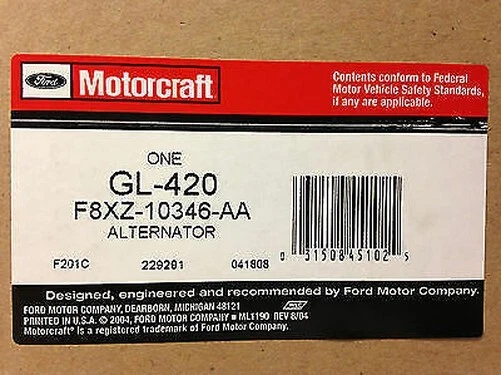 Ford Motorcraft
Contents conform to Federal
Motor Vehicle Safety Standards,
if any are applicable.
ONE
GL-420
F8XZ-10346-AA
ALTERNATOR
F201C 229291 041808
0 31508 45102 5
Designed, engineered and recommended by Ford Motor Company.
FORD MOTOR COMPANY, DEARBORN, MICHIGAN 48121
PRINTED IN U.S.A. © 2004, FORD MOTOR COMPANY ■ ML1190 REV 8/04
Motorcraft® is a registered trademark of Ford Motor Company.